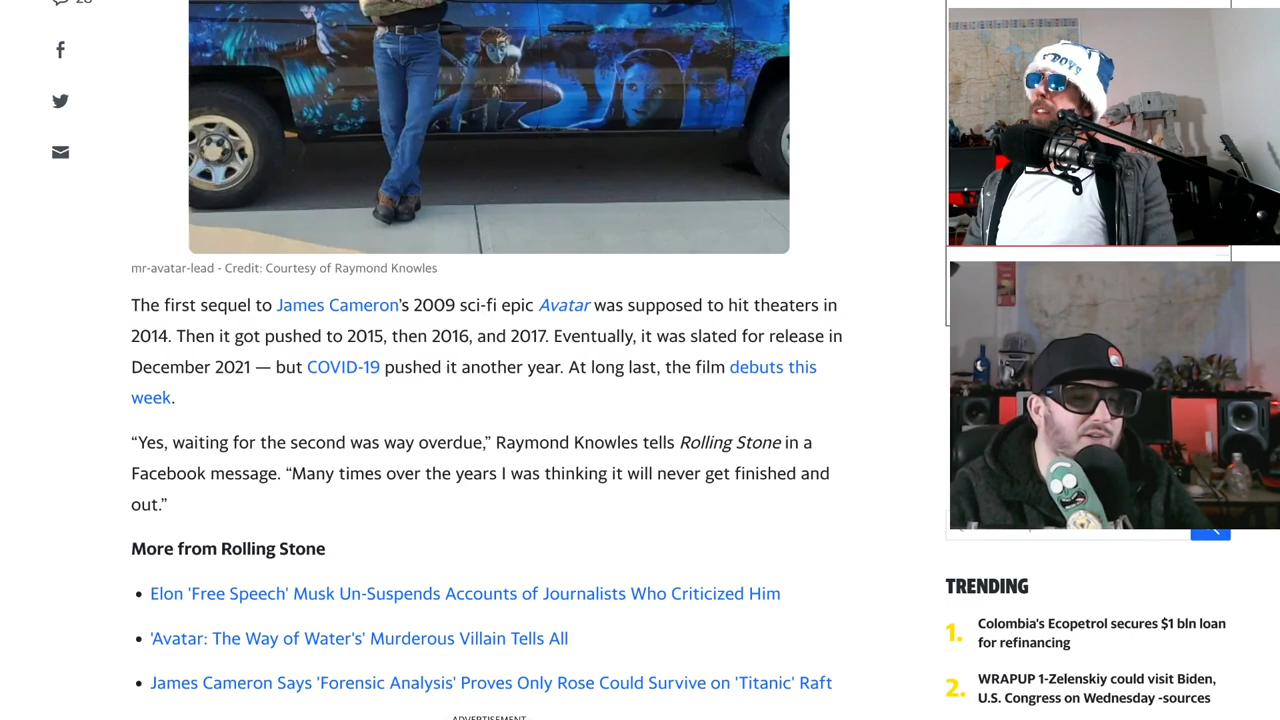 BOYS
mr-avatar-lead - Credit: Courtesy of Raymond Knowles
The first sequel to James Cameron’s 2009 sci-fi epic Avatar was supposed to hit theaters in
2014. Then it got pushed to 2015, then 2016, and 2017. Eventually, it was slated for release in
December 2021 — but COVID-19 pushed it another year. At long last, the film debuts this
week.
“Yes, waiting for the second was way overdue,” Raymond Knowles tells Rolling Stone in a
Facebook message. “Many times over the years I was thinking it will never get finished and
out.”
More from Rolling Stone
• Elon 'Free Speech' Musk Un-Suspends Accounts of Journalists Who Criticized Him
• 'Avatar: The Way of Water's' Murderous Villain Tells All
• James Cameron Says 'Forensic Analysis' Proves Only Rose Could Survive on 'Titanic' Raft
ADVERTISEMENT
TRENDING
1. Colombia's Ecopetrol secures $1 bln loan
for refinancing
2. WRAPUP 1-Zelenskiy could visit Biden,
U.S. Congress on Wednesday -sources